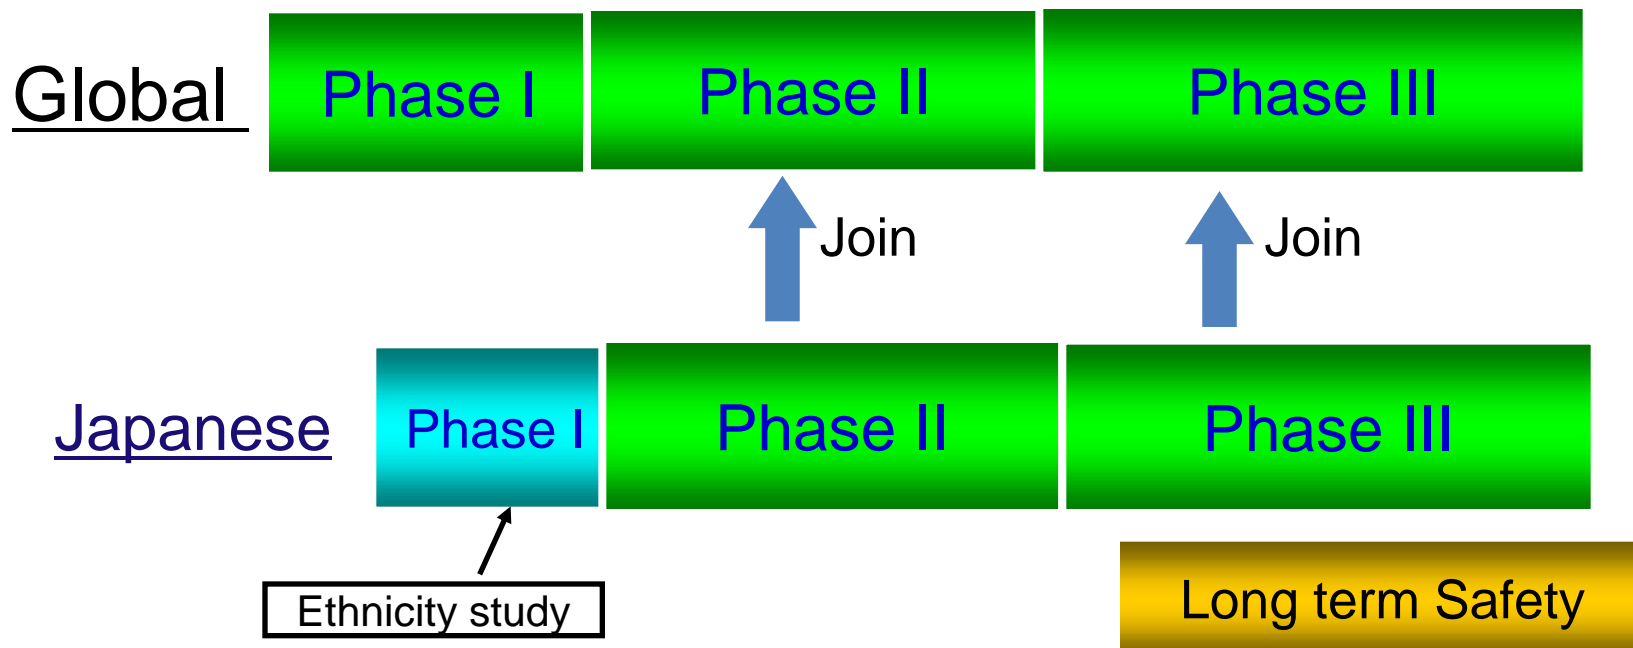 Global
Phase I
Phase II
Phase III
Join
Join
Japanese
Phase I
Phase II
Phase III
Ethnicity study
Long term Safety